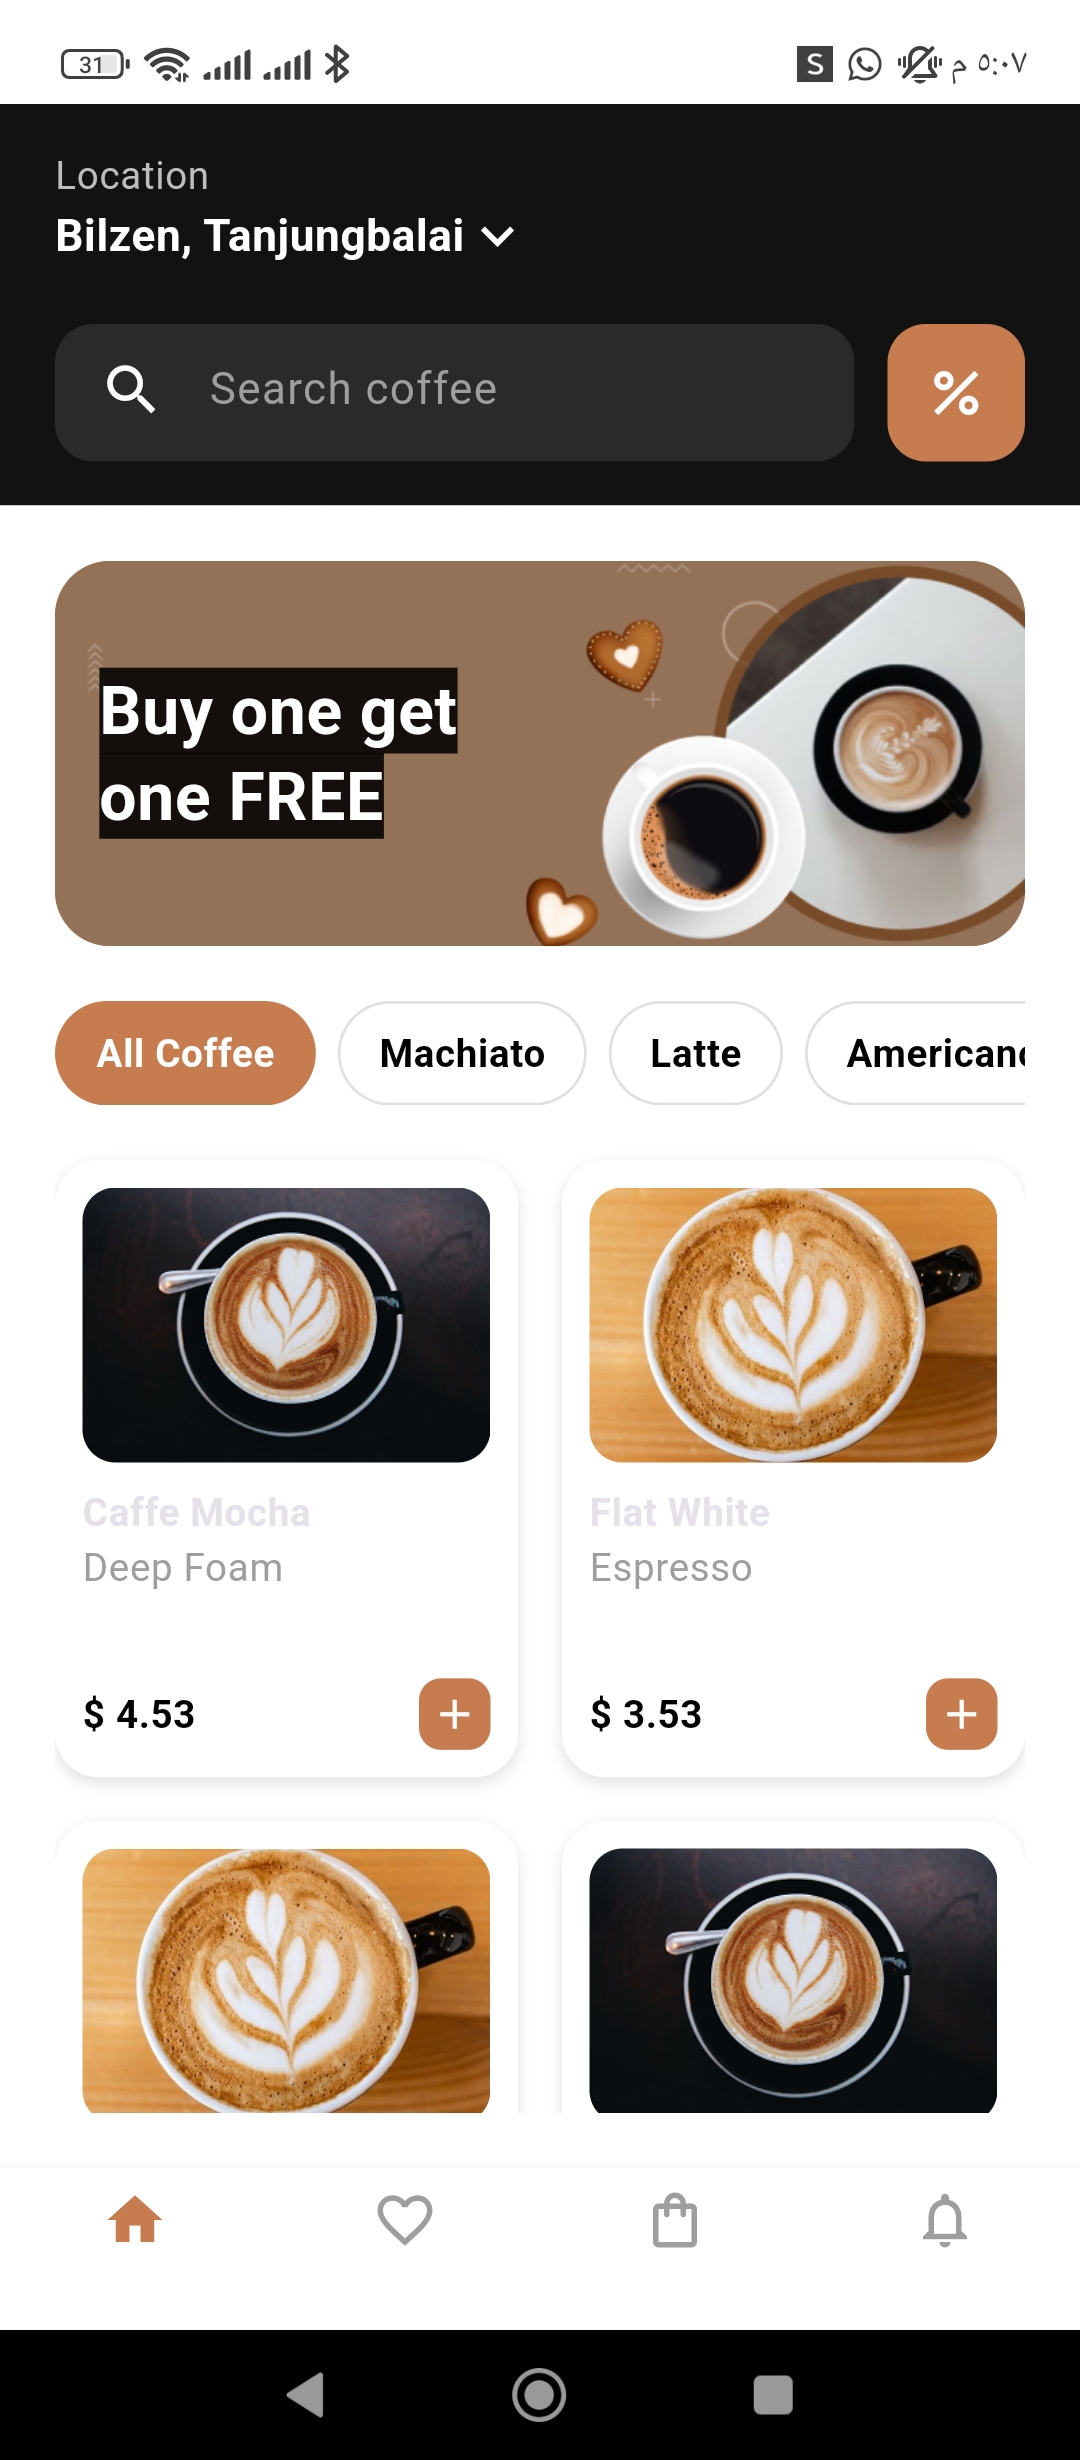 31
S
٥:٠٧ م
Location
Bilzen, Tanjungbalai
Search coffee
%
Buy one get
one FREE
All Coffee
Machiato
Latte
American
Caffe Mocha
Deep Foam
$ 4.53
+
Flat White
Espresso
$ 3.53
+